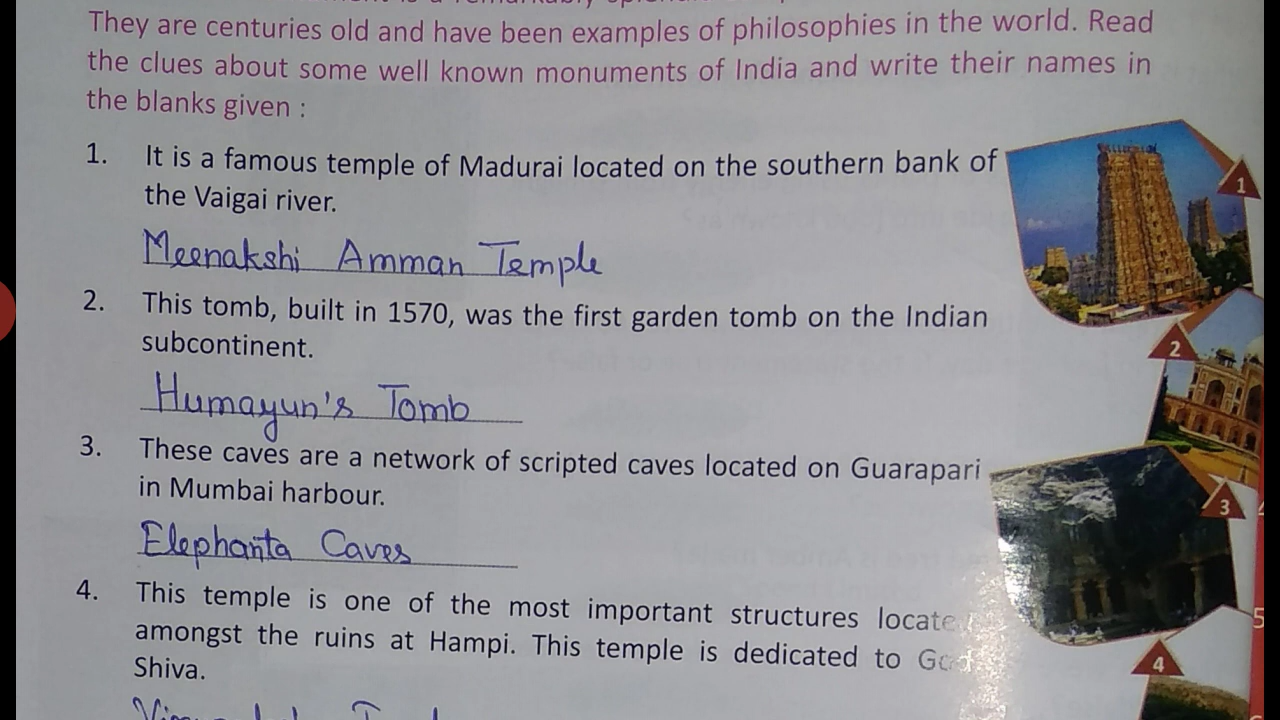 They are centuries old and have been examples of philosophies in the world. Read
the clues about some well known monuments of India and write their names in
the blanks given :
1. It is a famous temple of Madurai located on the southern bank of
the Vaigai river.
Meenakshi Amman Temple
2. This tomb, built in 1570, was the first garden tomb on the Indian
subcontinent.
Humayun's Tomb
3. These caves are a network of scripted caves located on Guarapari
in Mumbai harbour.
Elephanta Caves
4. This temple is one of the most important structures locate
amongst the ruins at Hampi. This temple is dedicated to God
Shiva.
1
2
3
4